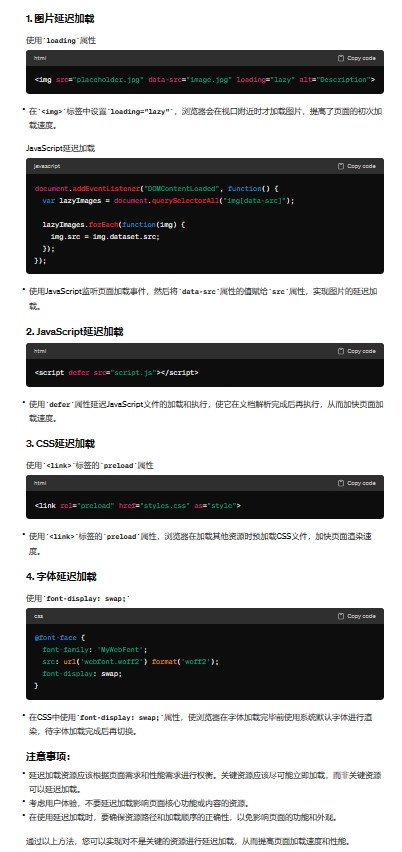 1. 图片延迟加载
使用`loading`属性
html
Copy code
<img src="placeholder.jpg" data-src="image.jpg" loading="lazy" alt="Description">
在`<img>`标签中设置`loading="lazy"`，浏览器会在视口附近时才加载图片，提高了页面的初次加
载速度。
JavaScript延迟加载
javascript
Copy code
document.addEventListener("DOMContentLoaded", function() {
var lazyImages = document.querySelectorAll("img[data-src]");
lazyImages.forEach(function(img) {
img.src = img.dataset.src;
});
});
使用JavaScript监听页面加载事件，然后将`data-src`属性的值赋给`src`属性，实现图片的延迟加
载。
2. JavaScript延迟加载
html
Copy code
<script defer src="script.js"></script>
使用`defer`属性延迟JavaScript文件的加载和执行，使它在文档解析完成后再执行，从而加快页面加
载速度。
3. CSS延迟加载
使用`<link>`标签的`preload`属性
html
Copy code
<link rel="preload" href="styles.css" as="style">
使用`<link>`标签的`preload`属性，浏览器在加载其他资源时预加载CSS文件，加快页面渲染速
度。
4. 字体延迟加载
使用`font-display: swap;`
css
Copy code
@font-face {
font-family: 'MyWebFont';
src: url('webfont.woff2') format('woff2');
font-display: swap;
}
在CSS中使用`font-display: swap;`属性，使浏览器在字体加载完毕前使用系统默认字体进行渲
染，待字体加载完成后再切换。
注意事项：
延迟加载资源应该根据页面需求和性能需求进行权衡。关键资源应该尽可能立即加载，而非关键资源
可以延迟加载。
考虑用户体验，不要延迟加载影响页面核心功能或内容的资源。
在使用延迟加载时，要确保资源路径和加载顺序的正确性，以免影响页面的功能和外观。
通过以上方法，您可以实现对不是关键的资源进行延迟加载，从而提高页面加载速度和性能。